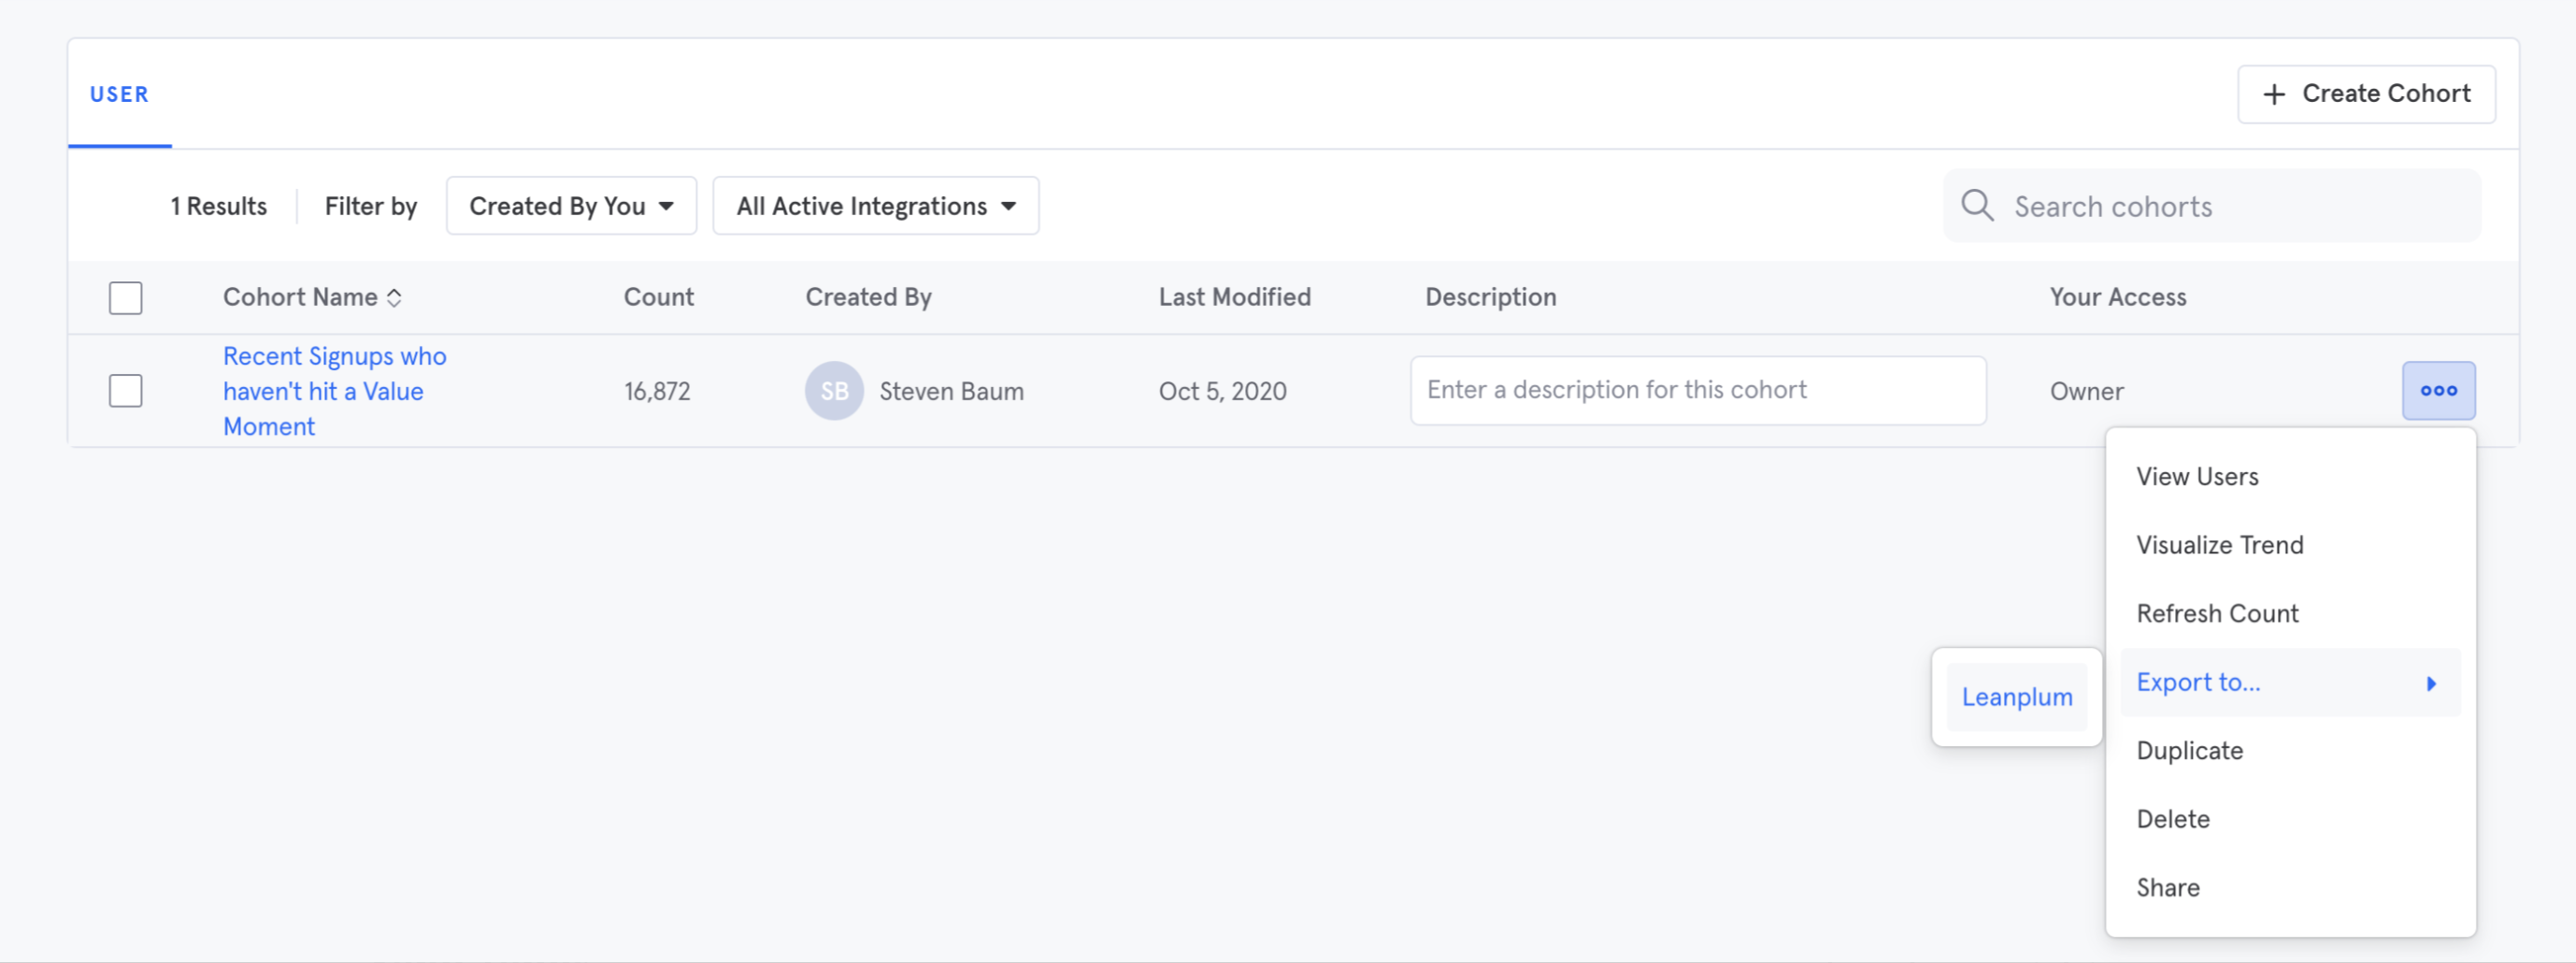 USER
+ Create Cohort
1 Results
Filter by
Created By You
All Active Integrations
Search cohorts
Cohort Name
Count
Created By
Last Modified
Description
Your Access
Recent Signups who
haven't hit a Value
Moment
16,872
SB
Steven Baum
Oct 5, 2020
Enter a description for this cohort
Owner
View Users
Visualize Trend
Refresh Count
Export to...
Leanplum
Duplicate
Delete
Share